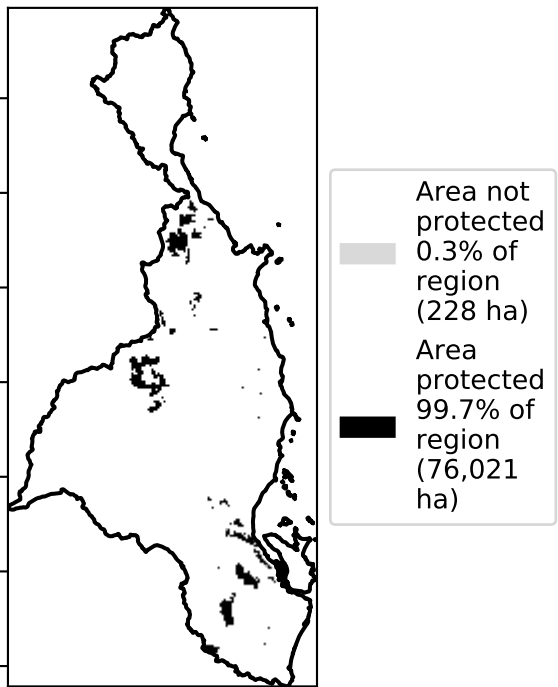 Area not
protected
0.3% of
region
(228 ha)
Area
protected
99.7% of
region
(76,021
ha)